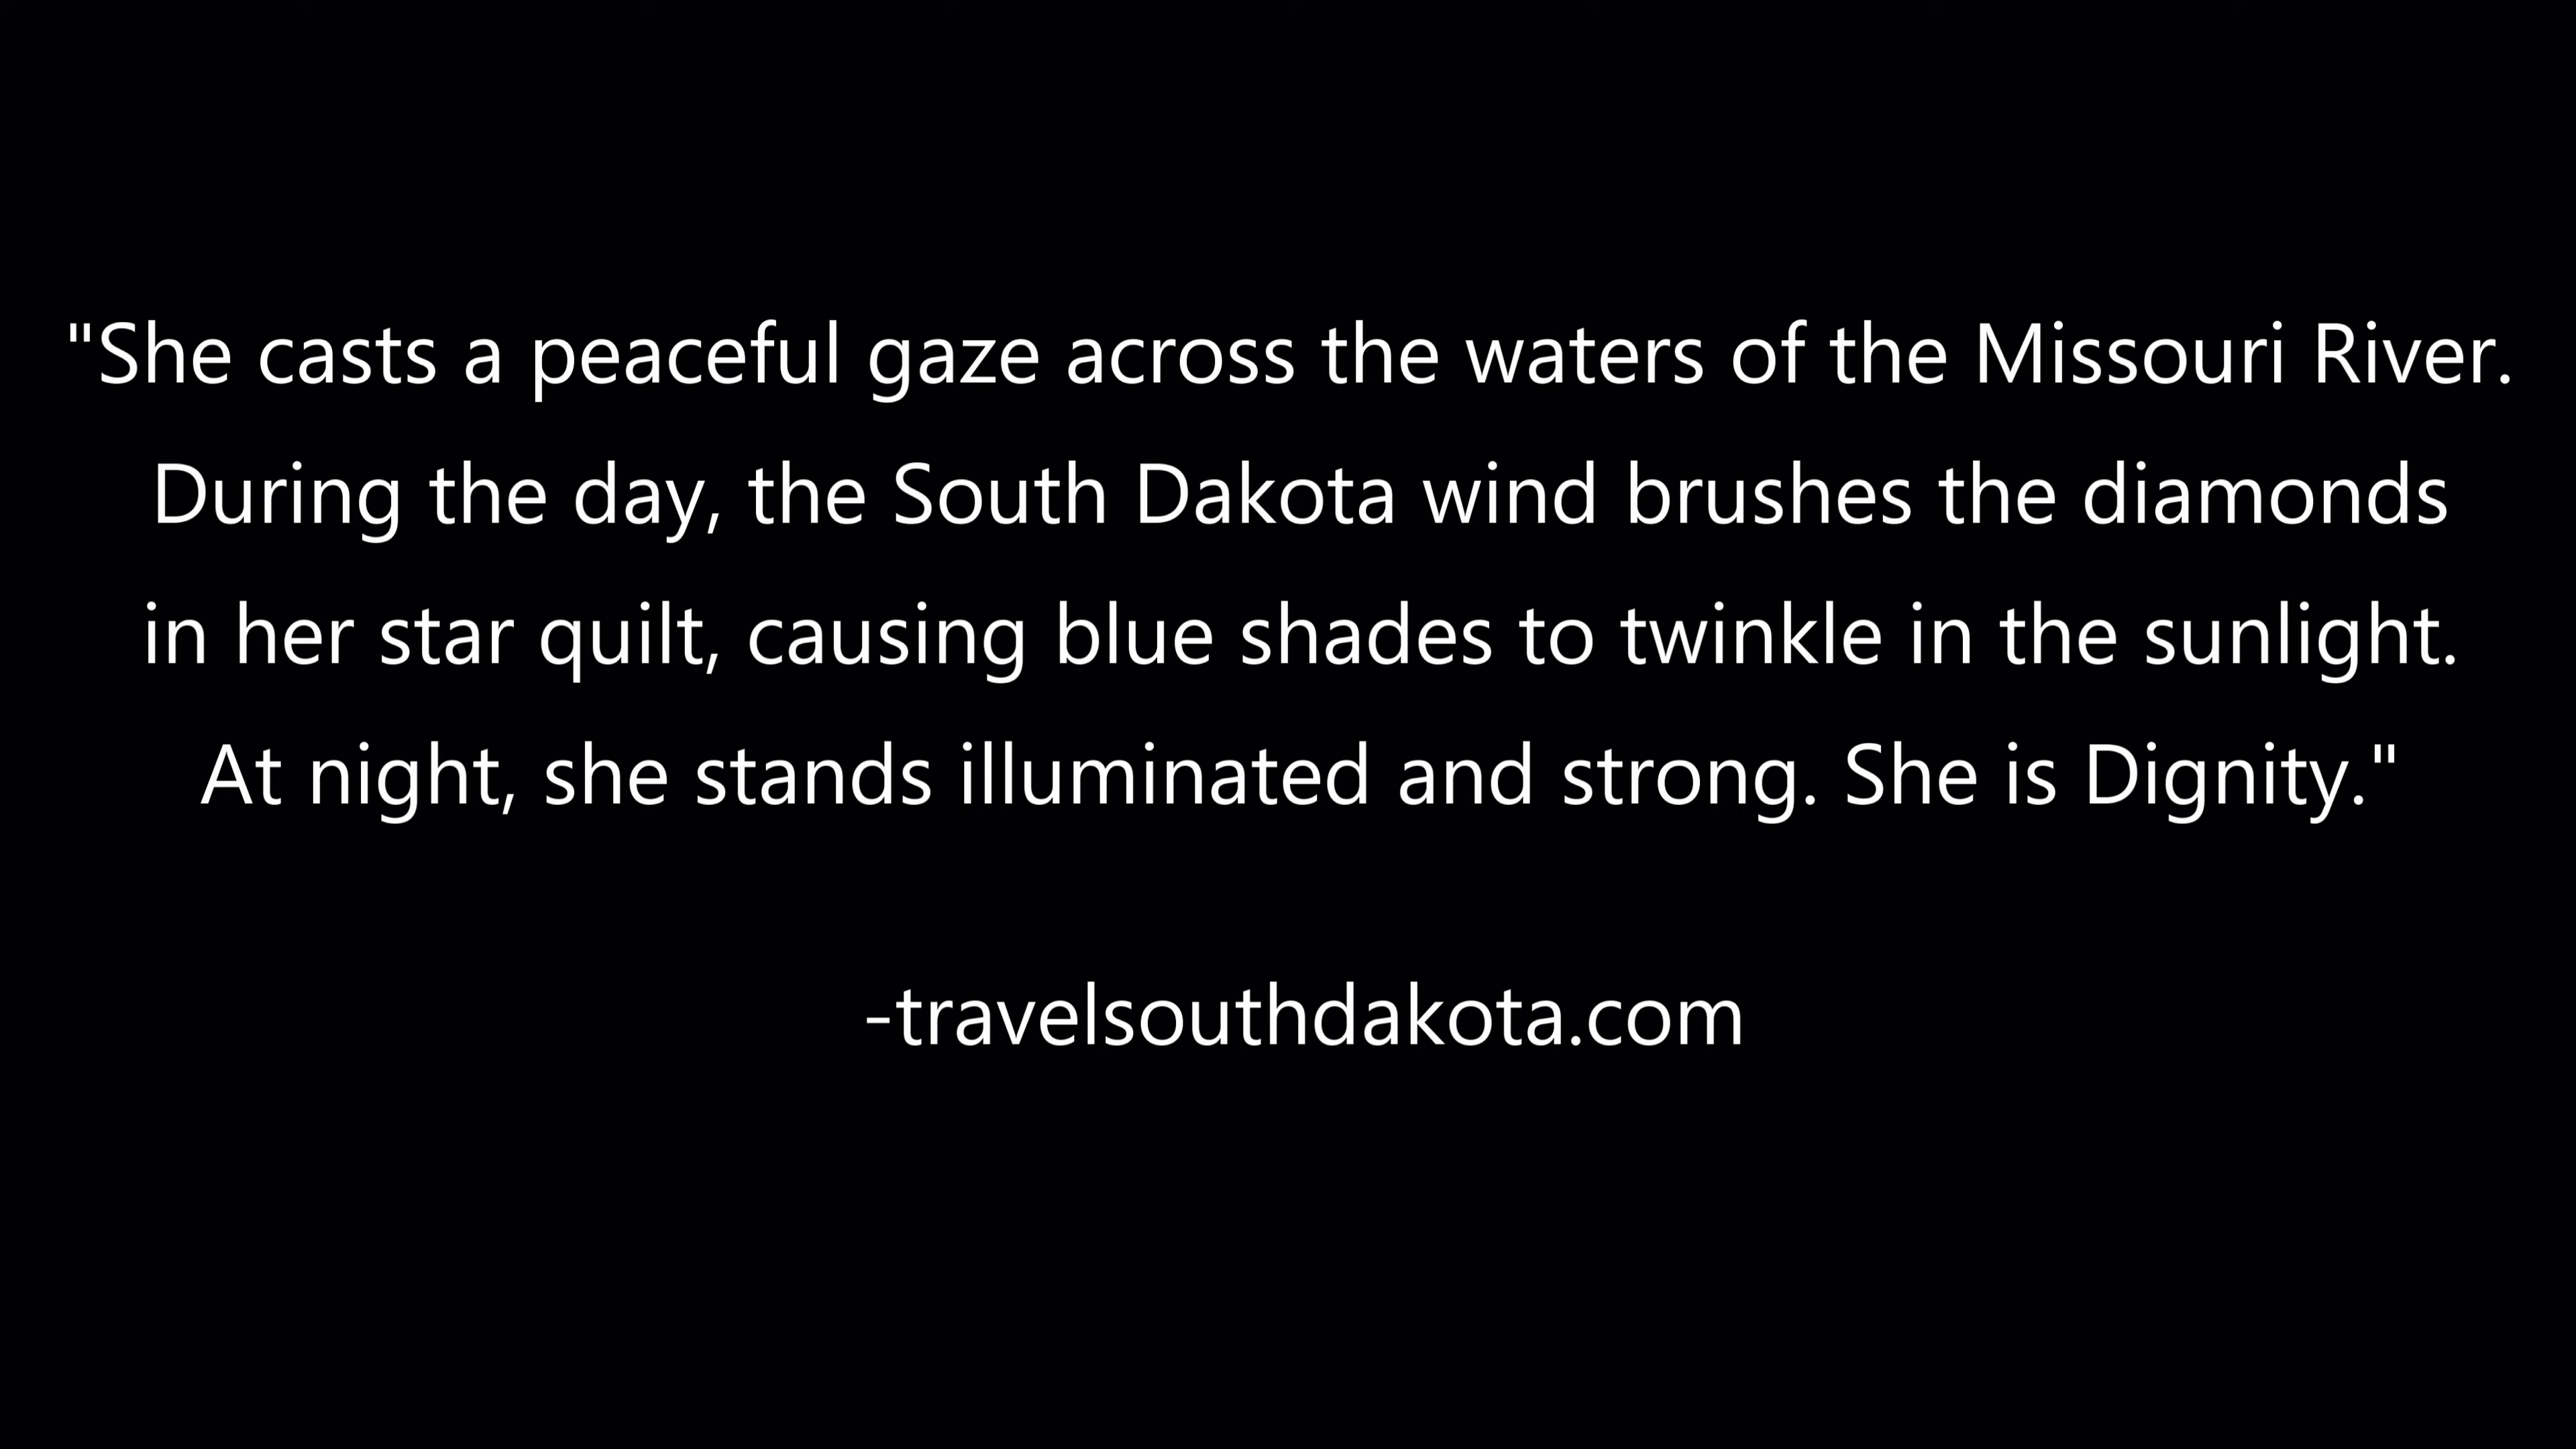 "She casts a peaceful gaze across the waters of the Missouri River.
During the day, the South Dakota wind brushes the diamonds
in her star quilt, causing blue shades to twinkle in the sunlight.
At night, she stands illuminated and strong. She is Dignity."
-travelsouthdakota.com